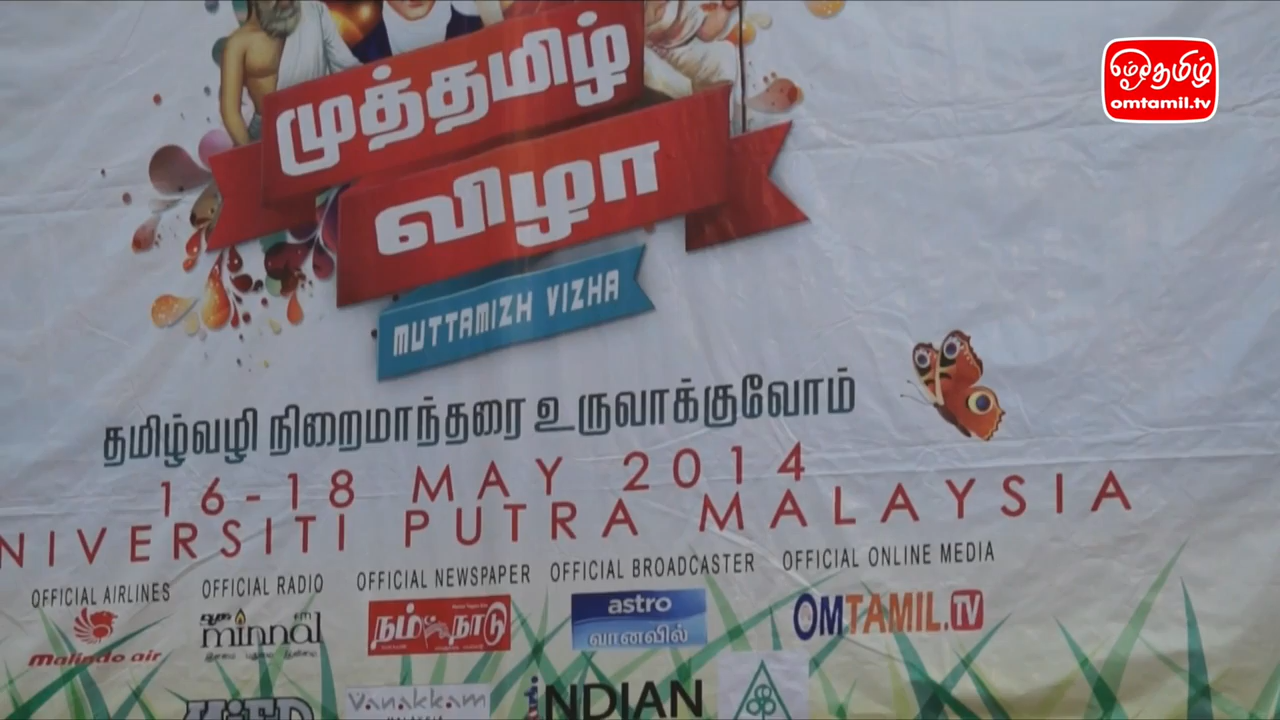 ஓம்தமிழ்
omtamil.tv
முத்தமிழ்
விழா
MUTTAMIZH VIZHA
தமிழ்வழி நிறைமாந்தரை உருவாக்குவோம்
16-18 MAY 2014
NIVERSITI PUTRA MALAYSIA
OFFICIAL AIRLINES OFFICIAL RADIO OFFICIAL NEWSPAPER OFFICIAL BROADCASTER OFFICIAL ONLINE MEDIA
Malindo air minnal fm நம் நாடு astro வானவில் OMTAMIL.TV
Vanakkam INDIAN